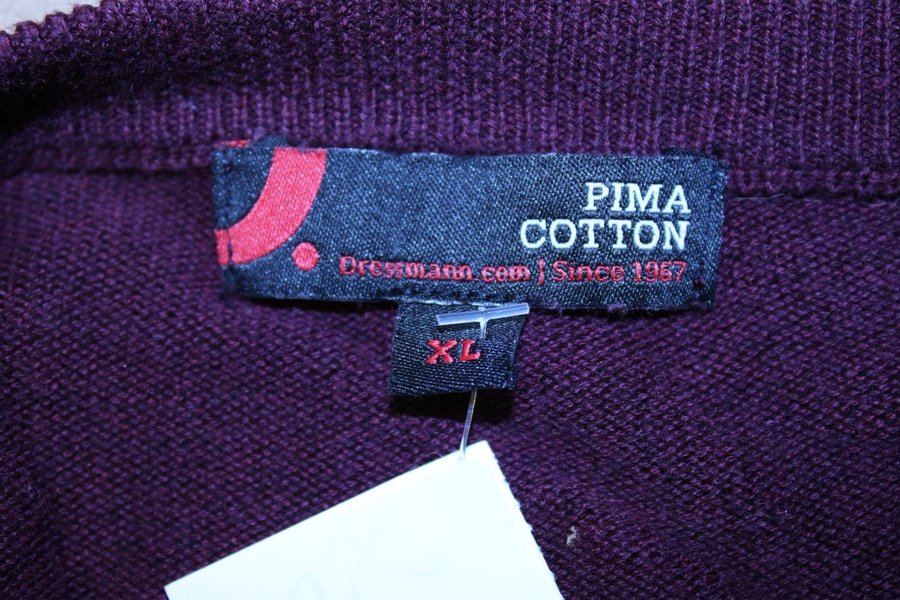 PIMA
COTTON
Dressmann.com | Since 1967
XL